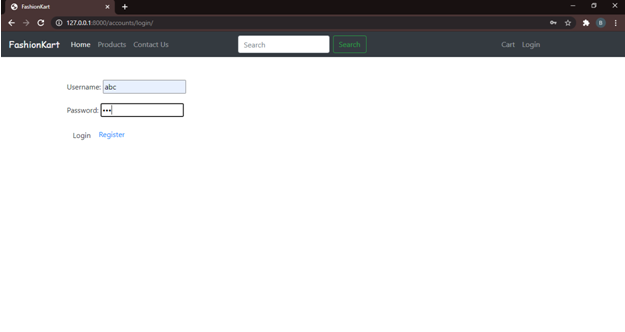 FashionKart
127.0.0.1:8000/accounts/login/
B
FashionKart Home Products Contact Us Search Search Cart Login
Username: abc
Password: •••
Login Register